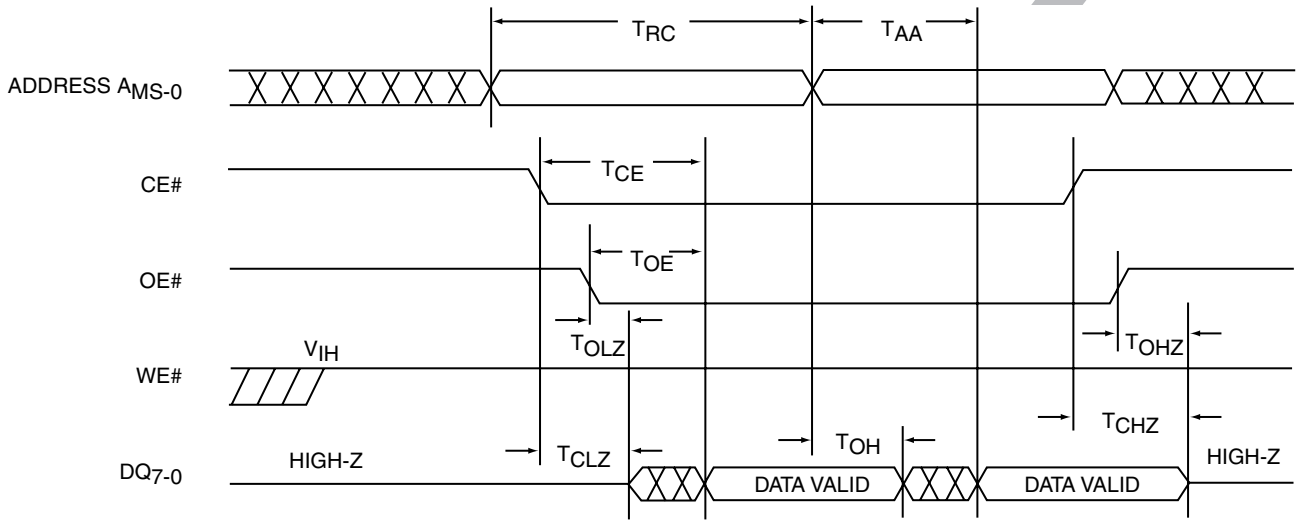 TRC
TAA
ADDRESS AMS-0
TCE
CE#
TOE
OE#
TOLZ
TOHZ
VIH
WE#
TCHZ
TCLZ
TOH
HIGH-Z
HIGH-Z
DQ7-0
DATA VALID
DATA VALID